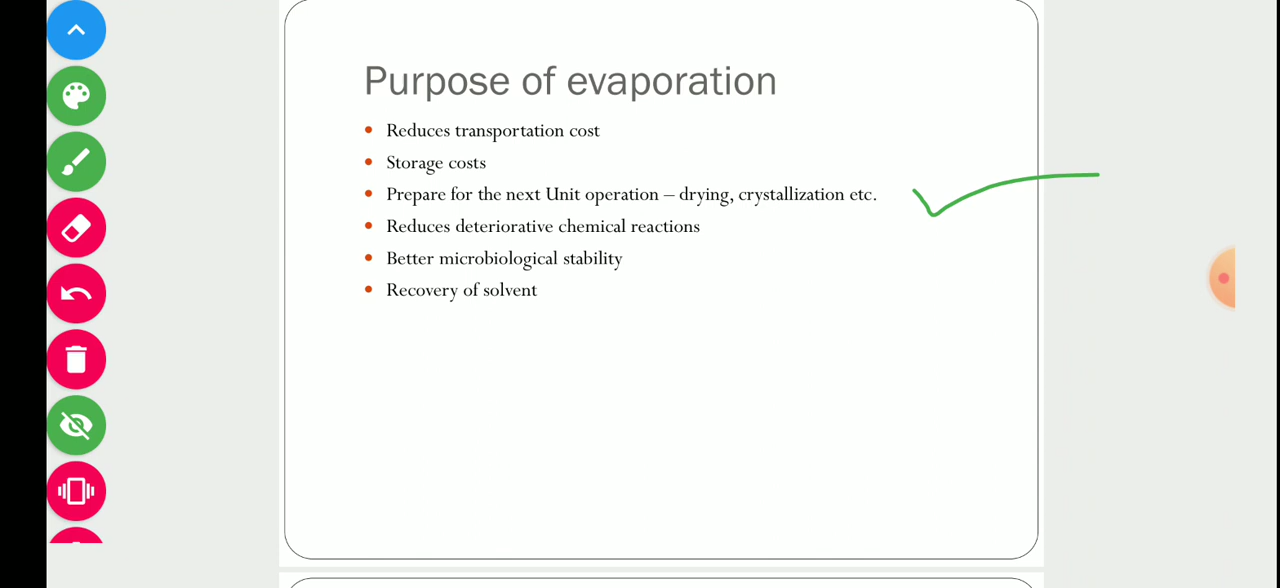 Purpose of evaporation
Reduces transportation cost
Storage costs
Prepare for the next Unit operation – drying, crystallization etc.
Reduces deteriorative chemical reactions
Better microbiological stability
Recovery of solvent